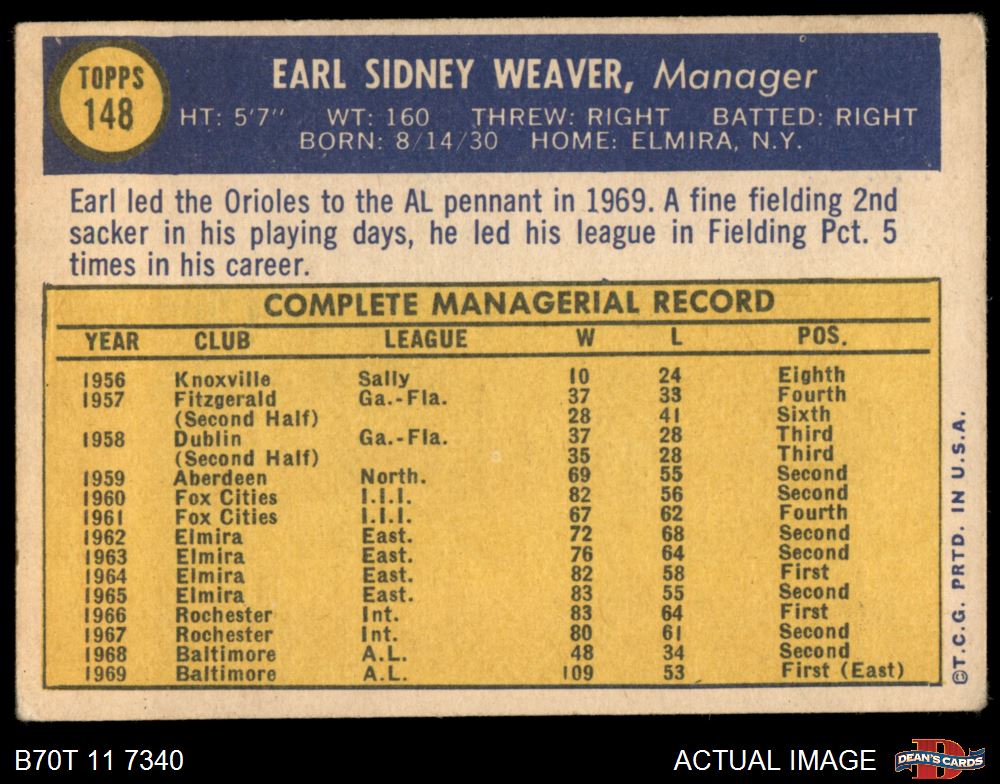 TOPPS
148
EARL SIDNEY WEAVER, Manager
HT: 5'7" WT: 160 THREW: RIGHT BATTED: RIGHT
BORN: 8/14/30 HOME: ELMIRA, N.Y.
Earl led the Orioles to the AL pennant in 1969. A fine fielding 2nd
sacker in his playing days, he led his league in Fielding Pct. 5
times in his career.
COMPLETE MANAGERIAL RECORD
YEAR CLUB LEAGUE W L POS.
1956 Knoxville Sally 10 24 Eighth
1957 Fitzgerald Ga.-Fla. 37 33 Fourth
(Second Half) 28 41 Sixth
1958 Dublin Ga.-Fla. 37 28 Third
(Second Half) 35 28 Third
1959 Aberdeen North. 69 55 Second
1960 Fox Cities I.I.I. 82 56 Second
1961 Fox Cities I.I.I. 67 62 Fourth
1962 Elmira East. 72 68 Second
1963 Elmira East. 76 64 Second
1964 Elmira East. 82 58 First
1965 Elmira East. 83 55 Second
1966 Rochester Int. 83 64 First
1967 Rochester Int. 80 61 Second
1968 Baltimore A.L. 48 34 Second
1969 Baltimore A.L. 109 53 First (East)
©T.C.G. PRTD. IN U.S.A.
B70T 11 7340
ACTUAL IMAGE
D
DEAN'S CARDS